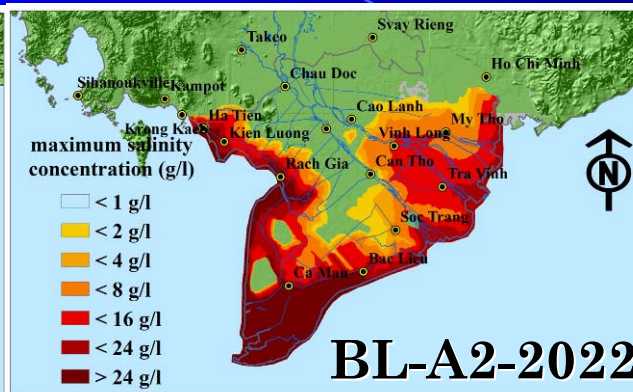 Svay Rieng
Takeo
Ho Chi Minh
Chau Doc
Sihanoukville
Kampot
Cao Lanh
Ha Tien
My Tho
Krong Kaeb
Kien Luong
Vinh Long
maximum salinity
concentration (g/l)
Rach Gia
Can Tho
Tra Vinh
< 1 g/l
< 2 g/l
Soc Trang
< 4 g/l
Bac Lieu
Ca Mau
< 8 g/l
< 16 g/l
< 24 g/l
> 24 g/l
N
BL-A2-2022